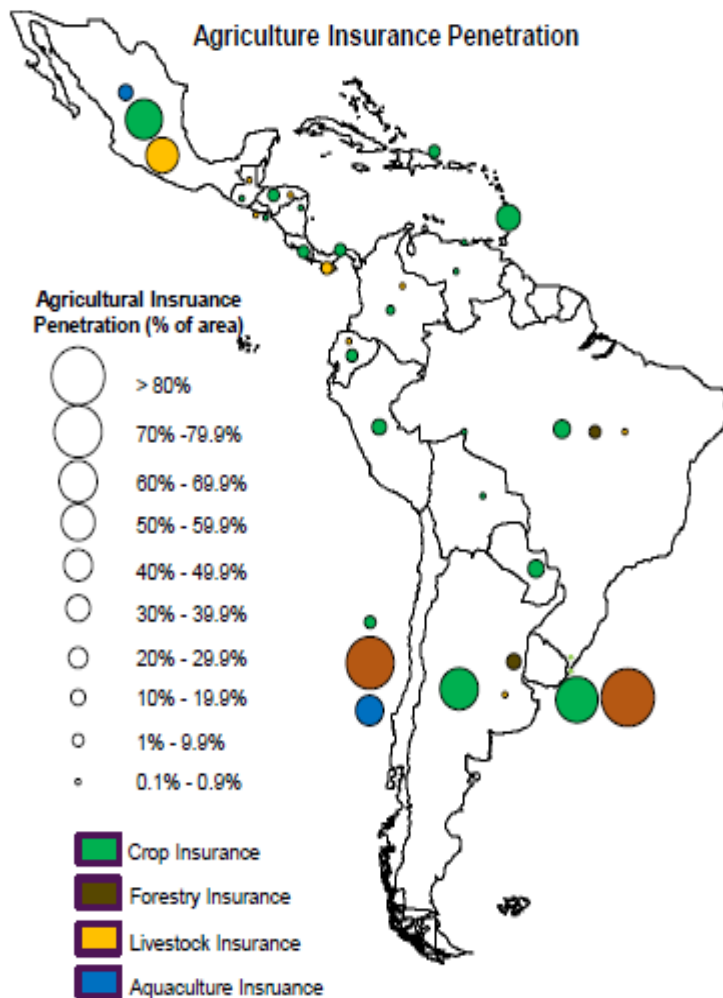 Agriculture Insurance Penetration
Agricultural Insruance
Penetration (% of area)
> 80%
70% -79.9%
60% - 69.9%
50% - 59.9%
40% - 49.9%
30% - 39.9%
20% - 29.9%
10% - 19.9%
1% - 9.9%
0.1% - 0.9%
Crop Insurance
Forestry Insurance
Livestock Insurance
Aquaculture Insruance